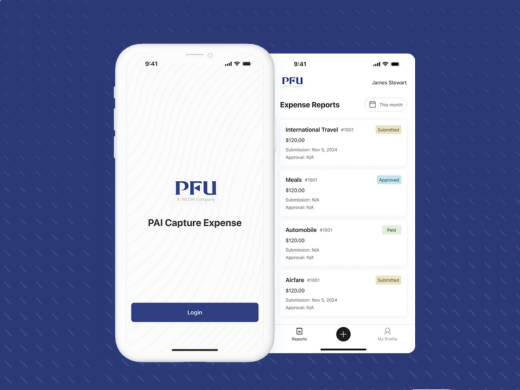 9:41
PFU
A RICOH Company
PAI Capture Expense
Login
9:41
PFU
James Stewart
Expense Reports
This month
International Travel #1001
Submitted
$120.00
Submission: Nov 5, 2024
Approval: N/A
Meals #1001
Approved
$120.00
Submission: N/A
Approval: N/A
Automobile #1001
Paid
$120.00
Submission: N/A
Approval: N/A
Airfare #1001
Submitted
$120.00
Submission: Nov 5, 2024
Reports
My Profile